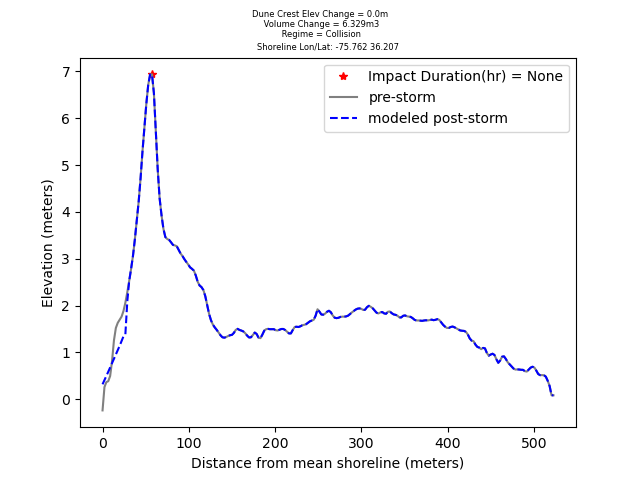 Dune Crest Elev Change = 0.0m
Volume Change = 6.329m3
Regime = Collision
Shoreline Lon/Lat: -75.762 36.207
Impact Duration(hr) = None
pre-storm
modeled post-storm
7
6
5
4
3
2
1
0
Elevation (meters)
0 100 200 300 400 500
Distance from mean shoreline (meters)